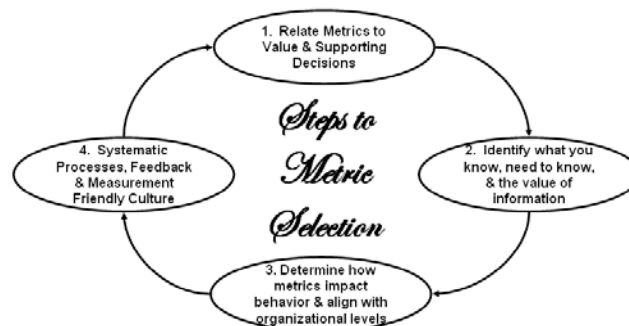 1. Relate Metrics to
Value & Supporting
Decisions
Steps to
Metric
Selection
4. Systematic
Processes, Feedback
& Measurement
Friendly Culture
2. Identify what you
know, need to know,
& the value of
information
3. Determine how
metrics impact
behavior & align with
organizational levels